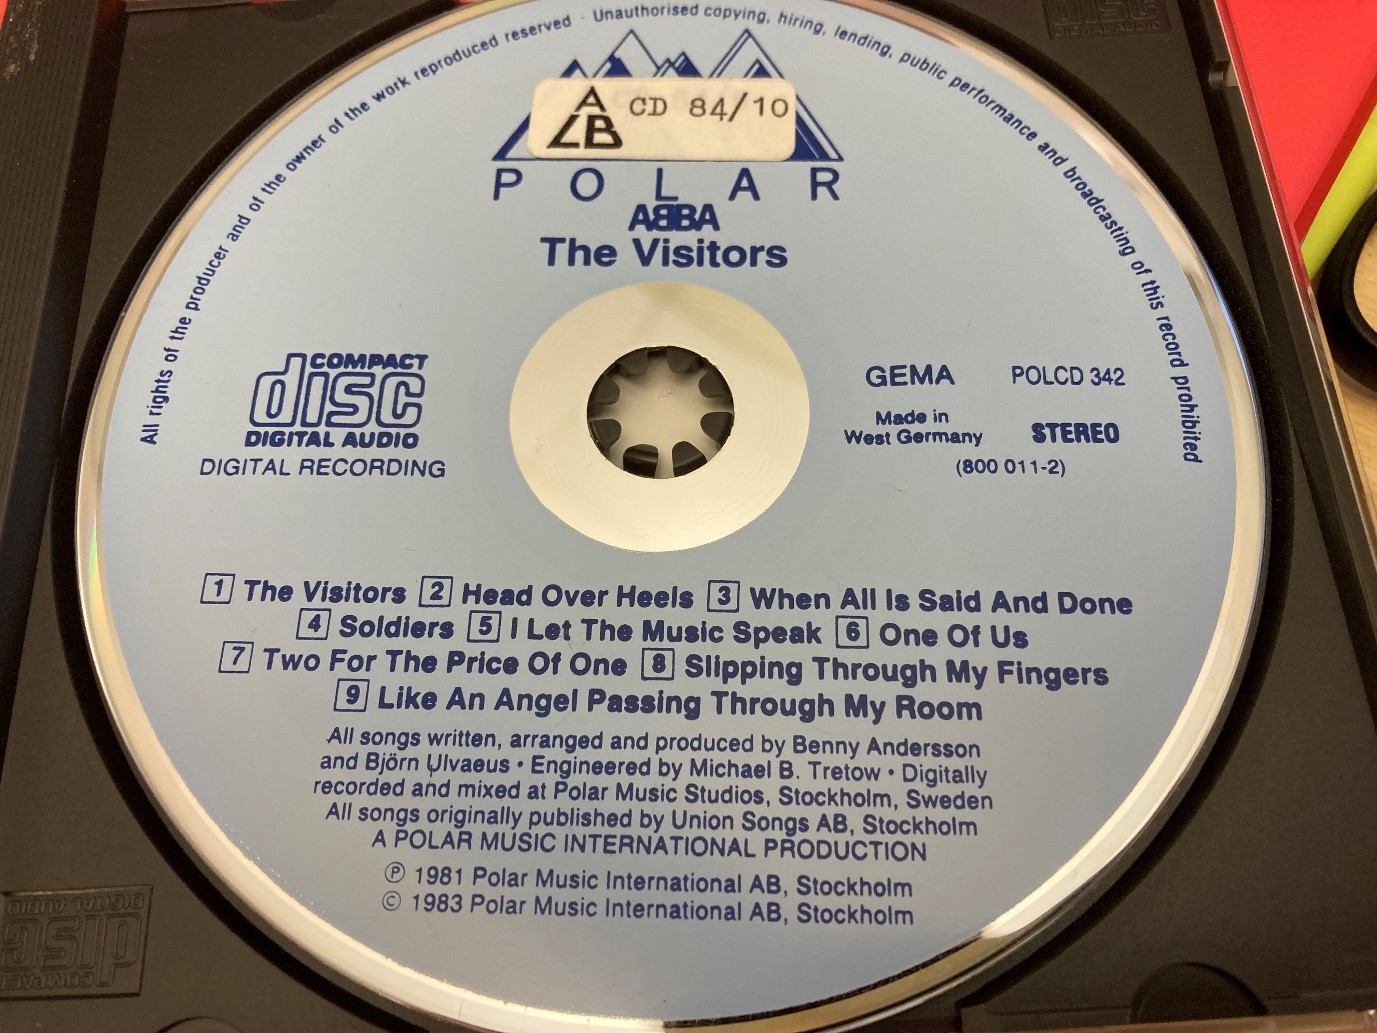 All rights of the producer and of the owner of the work reproduced reserved · Unauthorised copying, hiring, lending, public performance and broadcasting of this record prohibited
A
LB
CD 84/10
POLAR
ABBA
The Visitors
COMPACT
disc
DIGITAL AUDIO
DIGITAL RECORDING
GEMA POLCD 342
Made in
West Germany
STEREO
(800 011-2)
1 The Visitors 2 Head Over Heels 3 When All Is Said And Done
4 Soldiers 5 I Let The Music Speak 6 One Of Us
7 Two For The Price Of One 8 Slipping Through My Fingers
9 Like An Angel Passing Through My Room
All songs written, arranged and produced by Benny Andersson
and Björn Ulvaeus • Engineered by Michael B. Tretow • Digitally
recorded and mixed at Polar Music Studios, Stockholm, Sweden
All songs originally published by Union Songs AB, Stockholm
A POLAR MUSIC INTERNATIONAL PRODUCTION
℗ 1981 Polar Music International AB, Stockholm
© 1983 Polar Music International AB, Stockholm
disc
DIGITAL AUDIO
COMPACT
disc
DIGITAL AUDIO